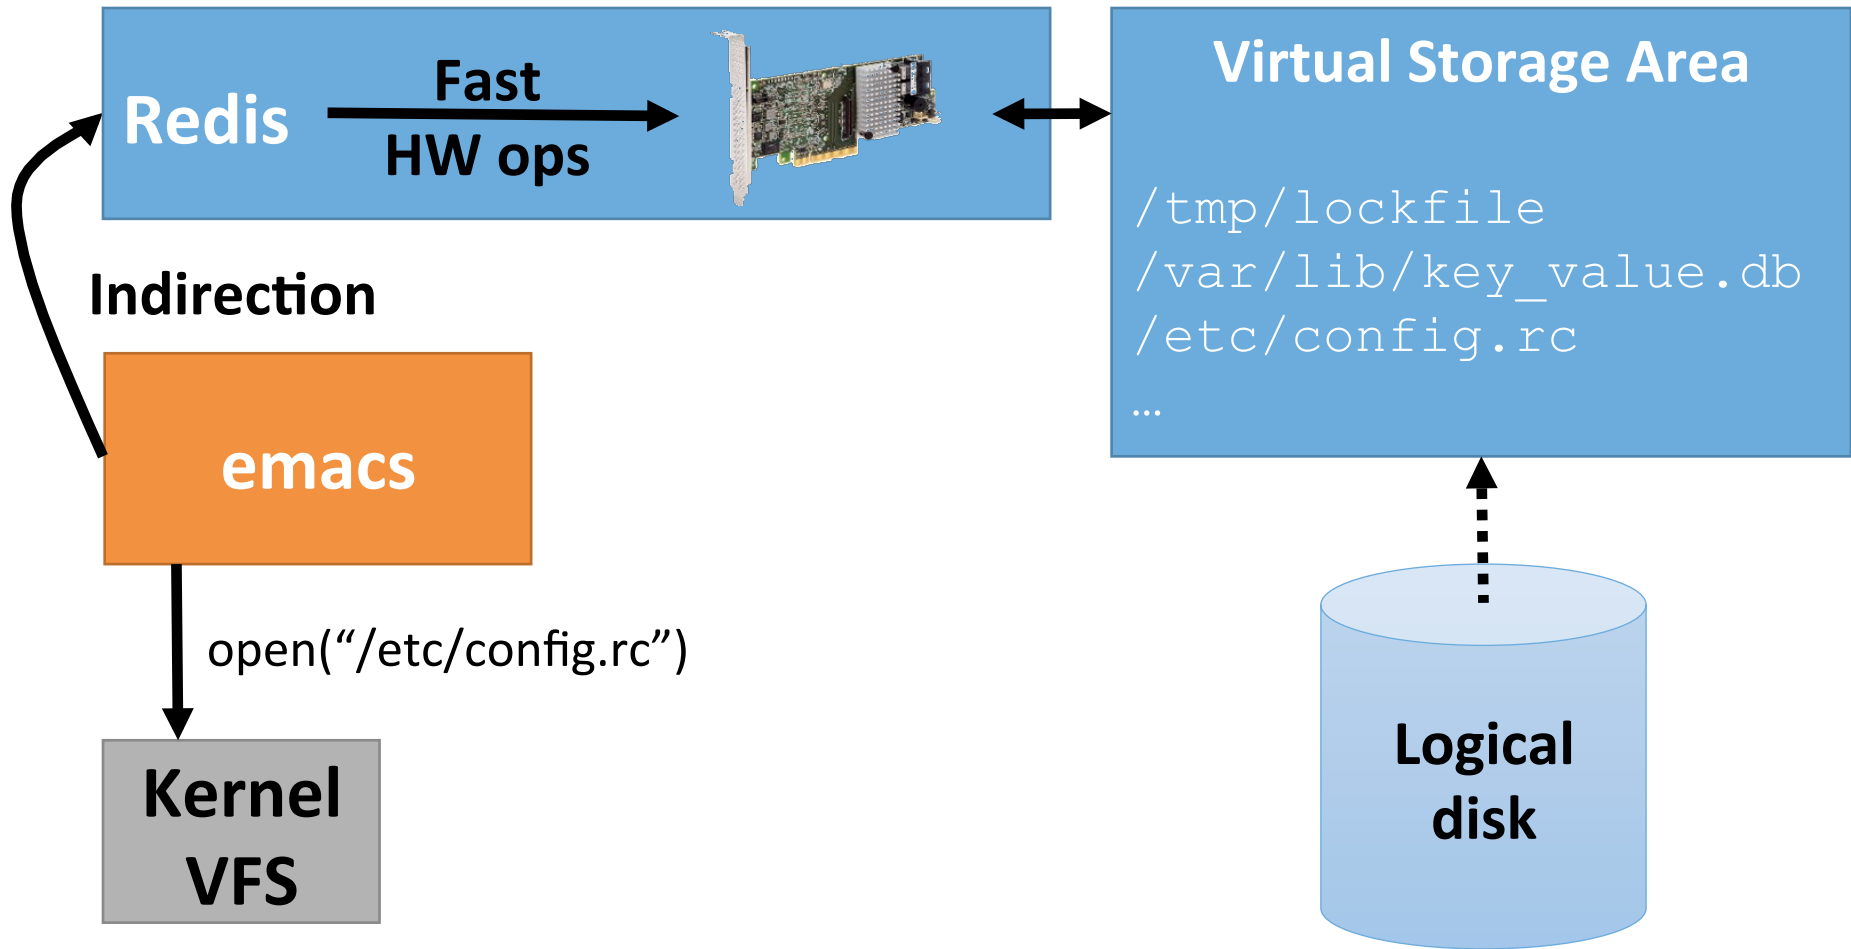 Redis
Fast
HW ops
Virtual Storage Area
/tmp/lockfile
/var/lib/key_value.db
/etc/config.rc
…
Indirection
emacs
open(“/etc/config.rc”)
Kernel
VFS
Logical
disk